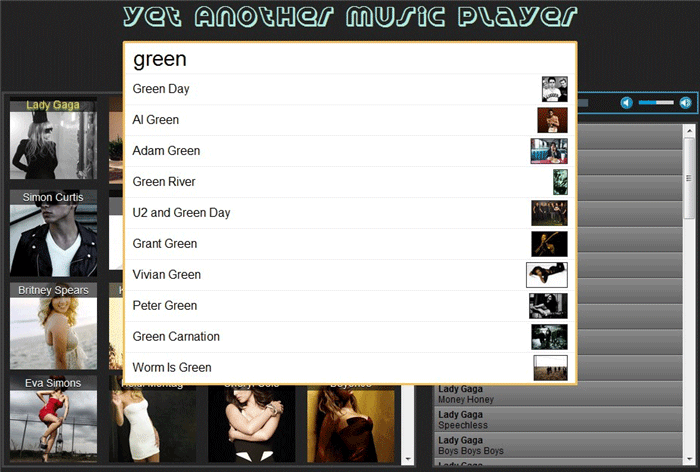 Yet Another Music Player
green
Green Day
Al Green
Adam Green
Green River
U2 and Green Day
Grant Green
Vivian Green
Peter Green
Green Carnation
Worm Is Green
Lady Gaga
Simon Curtis
Britney Spears
Eva Simons
Heidi Montag
Cheryl Cole
Beyonce
Lady Gaga
Money Honey
Lady Gaga
Speechless
Lady Gaga
Boys Boys Boys
Lady Gaga